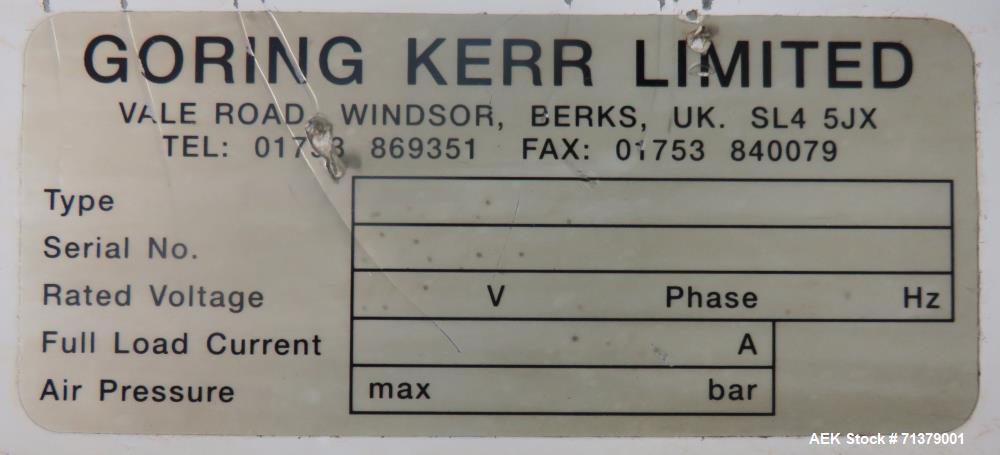 GORING KERR LIMITED
VALE ROAD, WINDSOR, BERKS, UK. SL4 5JX
TEL: 01753 869351 FAX: 01753 840079
Type
Serial No.
Rated Voltage V Phase Hz
Full Load Current A
Air Pressure max bar
AEK Stock # 71379001